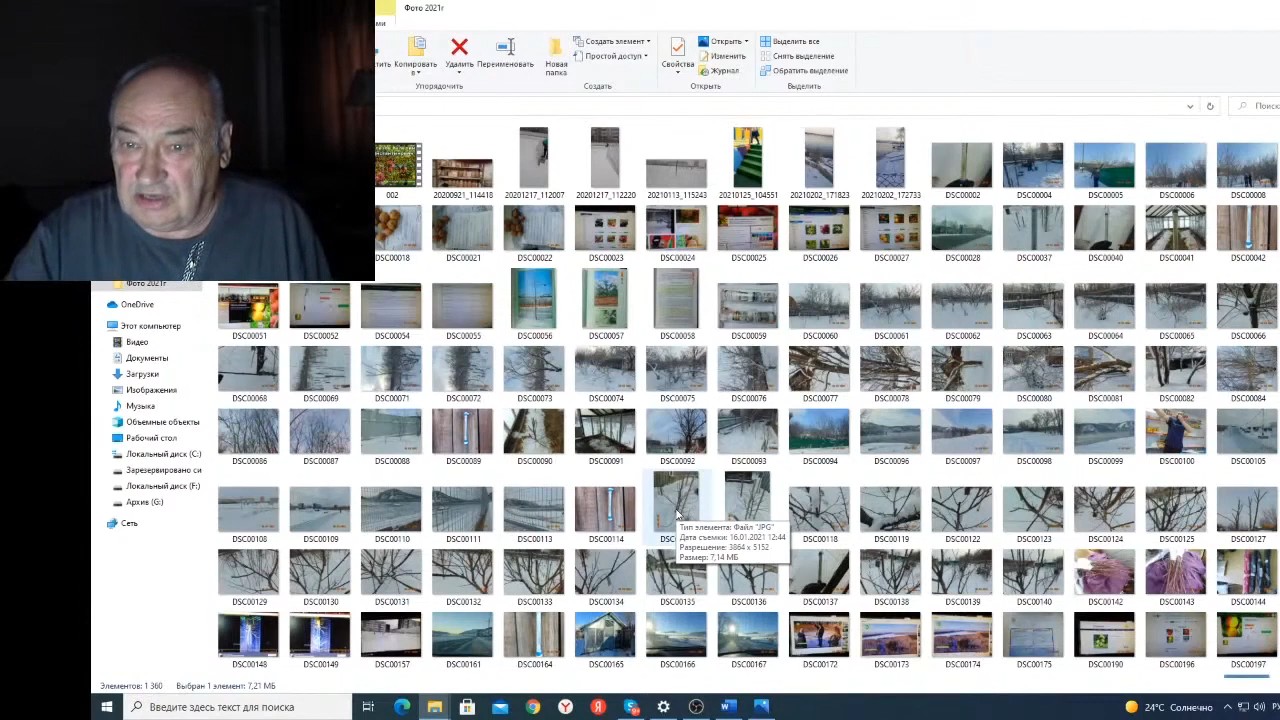 Фото 2021г
Копировать в
Удалить
Переименовать
Новая папка
Создать элемент
Простой доступ
Свойства
Открыть
Изменить
Журнал
Выделить все
Снять выделение
Обратить выделение
Упорядочить
Создать
Открыть
Выделить
002
20200921_114418
20201217_112007
20201217_112220
20210113_115243
20210125_104551
20210202_171823
20210202_172733
DSC00002
DSC00004
DSC00005
DSC00006
DSC00008
DSC00018
DSC00021
DSC00022
DSC00023
DSC00024
DSC00025
DSC00026
DSC00027
DSC00028
DSC00037
DSC00040
DSC00041
DSC00042
Фото 2021г
OneDrive
Этот компьютер
Видео
Документы
Загрузки
Изображения
Музыка
Объемные объекты
Рабочий стол
Локальный диск (C:)
Зарезервировано си
Локальный диск (F:)
Архив (G:)
Сеть
DSC00051
DSC00052
DSC00054
DSC00055
DSC00056
DSC00057
DSC00058
DSC00059
DSC00060
DSC00061
DSC00062
DSC00063
DSC00064
DSC00065
DSC00066
DSC00068
DSC00069
DSC00071
DSC00072
DSC00073
DSC00074
DSC00075
DSC00076
DSC00077
DSC00078
DSC00079
DSC00080
DSC00081
DSC00082
DSC00084
DSC00086
DSC00087
DSC00088
DSC00089
DSC00090
DSC00091
DSC00092
DSC00093
DSC00094
DSC00096
DSC00097
DSC00098
DSC00099
DSC00100
DSC00105
DSC00108
DSC00109
DSC00110
DSC00111
DSC00113
DSC00114
DSC00118
DSC00119
DSC00123
DSC00124
DSC00125
DSC00127
Тип элемента: Файл "JPG"
Дата съемки: 16.01.2021 12:44
Разрешение: 3864 x 5152
Размер: 7,14 МБ
DSC00129
DSC00130
DSC00131
DSC00132
DSC00133
DSC00134
DSC00135
DSC00136
DSC00137
DSC00138
DSC00139
DSC00140
DSC00142
DSC00143
DSC00144
DSC00148
DSC00149
DSC00157
DSC00161
DSC00164
DSC00165
DSC00166
DSC00167
DSC00172
DSC00173
DSC00174
DSC00175
DSC00190
DSC00196
DSC00197
Элементов: 1 360
Выбран 1 элемент: 7,21 МБ
Введите здесь текст для поиска
24°C Солнечно